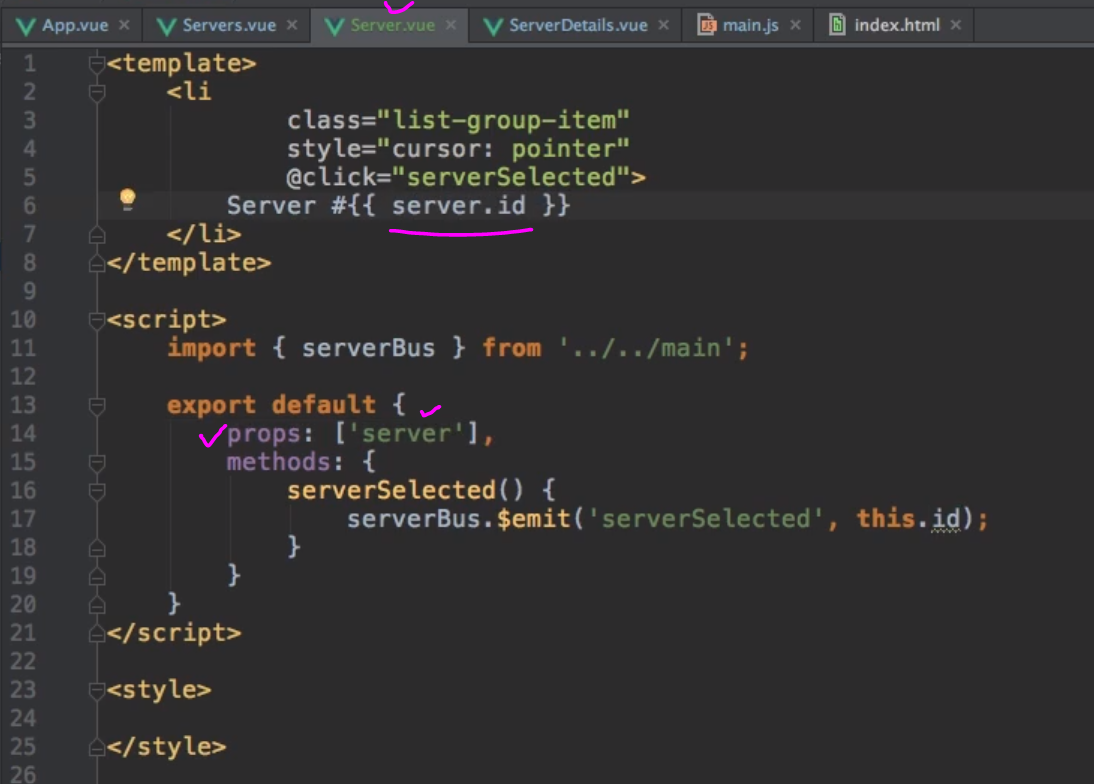 App.vue × Servers.vue × Server.vue × ServerDetails.vue × main.js × index.html ×
1 <template>
2 <li
3 class="list-group-item"
4 style="cursor: pointer"
5 @click="serverSelected">
6 Server #{{ server.id }}
7 </li>
8 </template>
9
10 <script>
11 import { serverBus } from '../../main';
12
13 export default {
14 props: ['server'],
15 methods: {
16 serverSelected() {
17 serverBus.$emit('serverSelected', this.id);
18 }
19 }
20 }
21 </script>
22
23 <style>
24
25 </style>
26